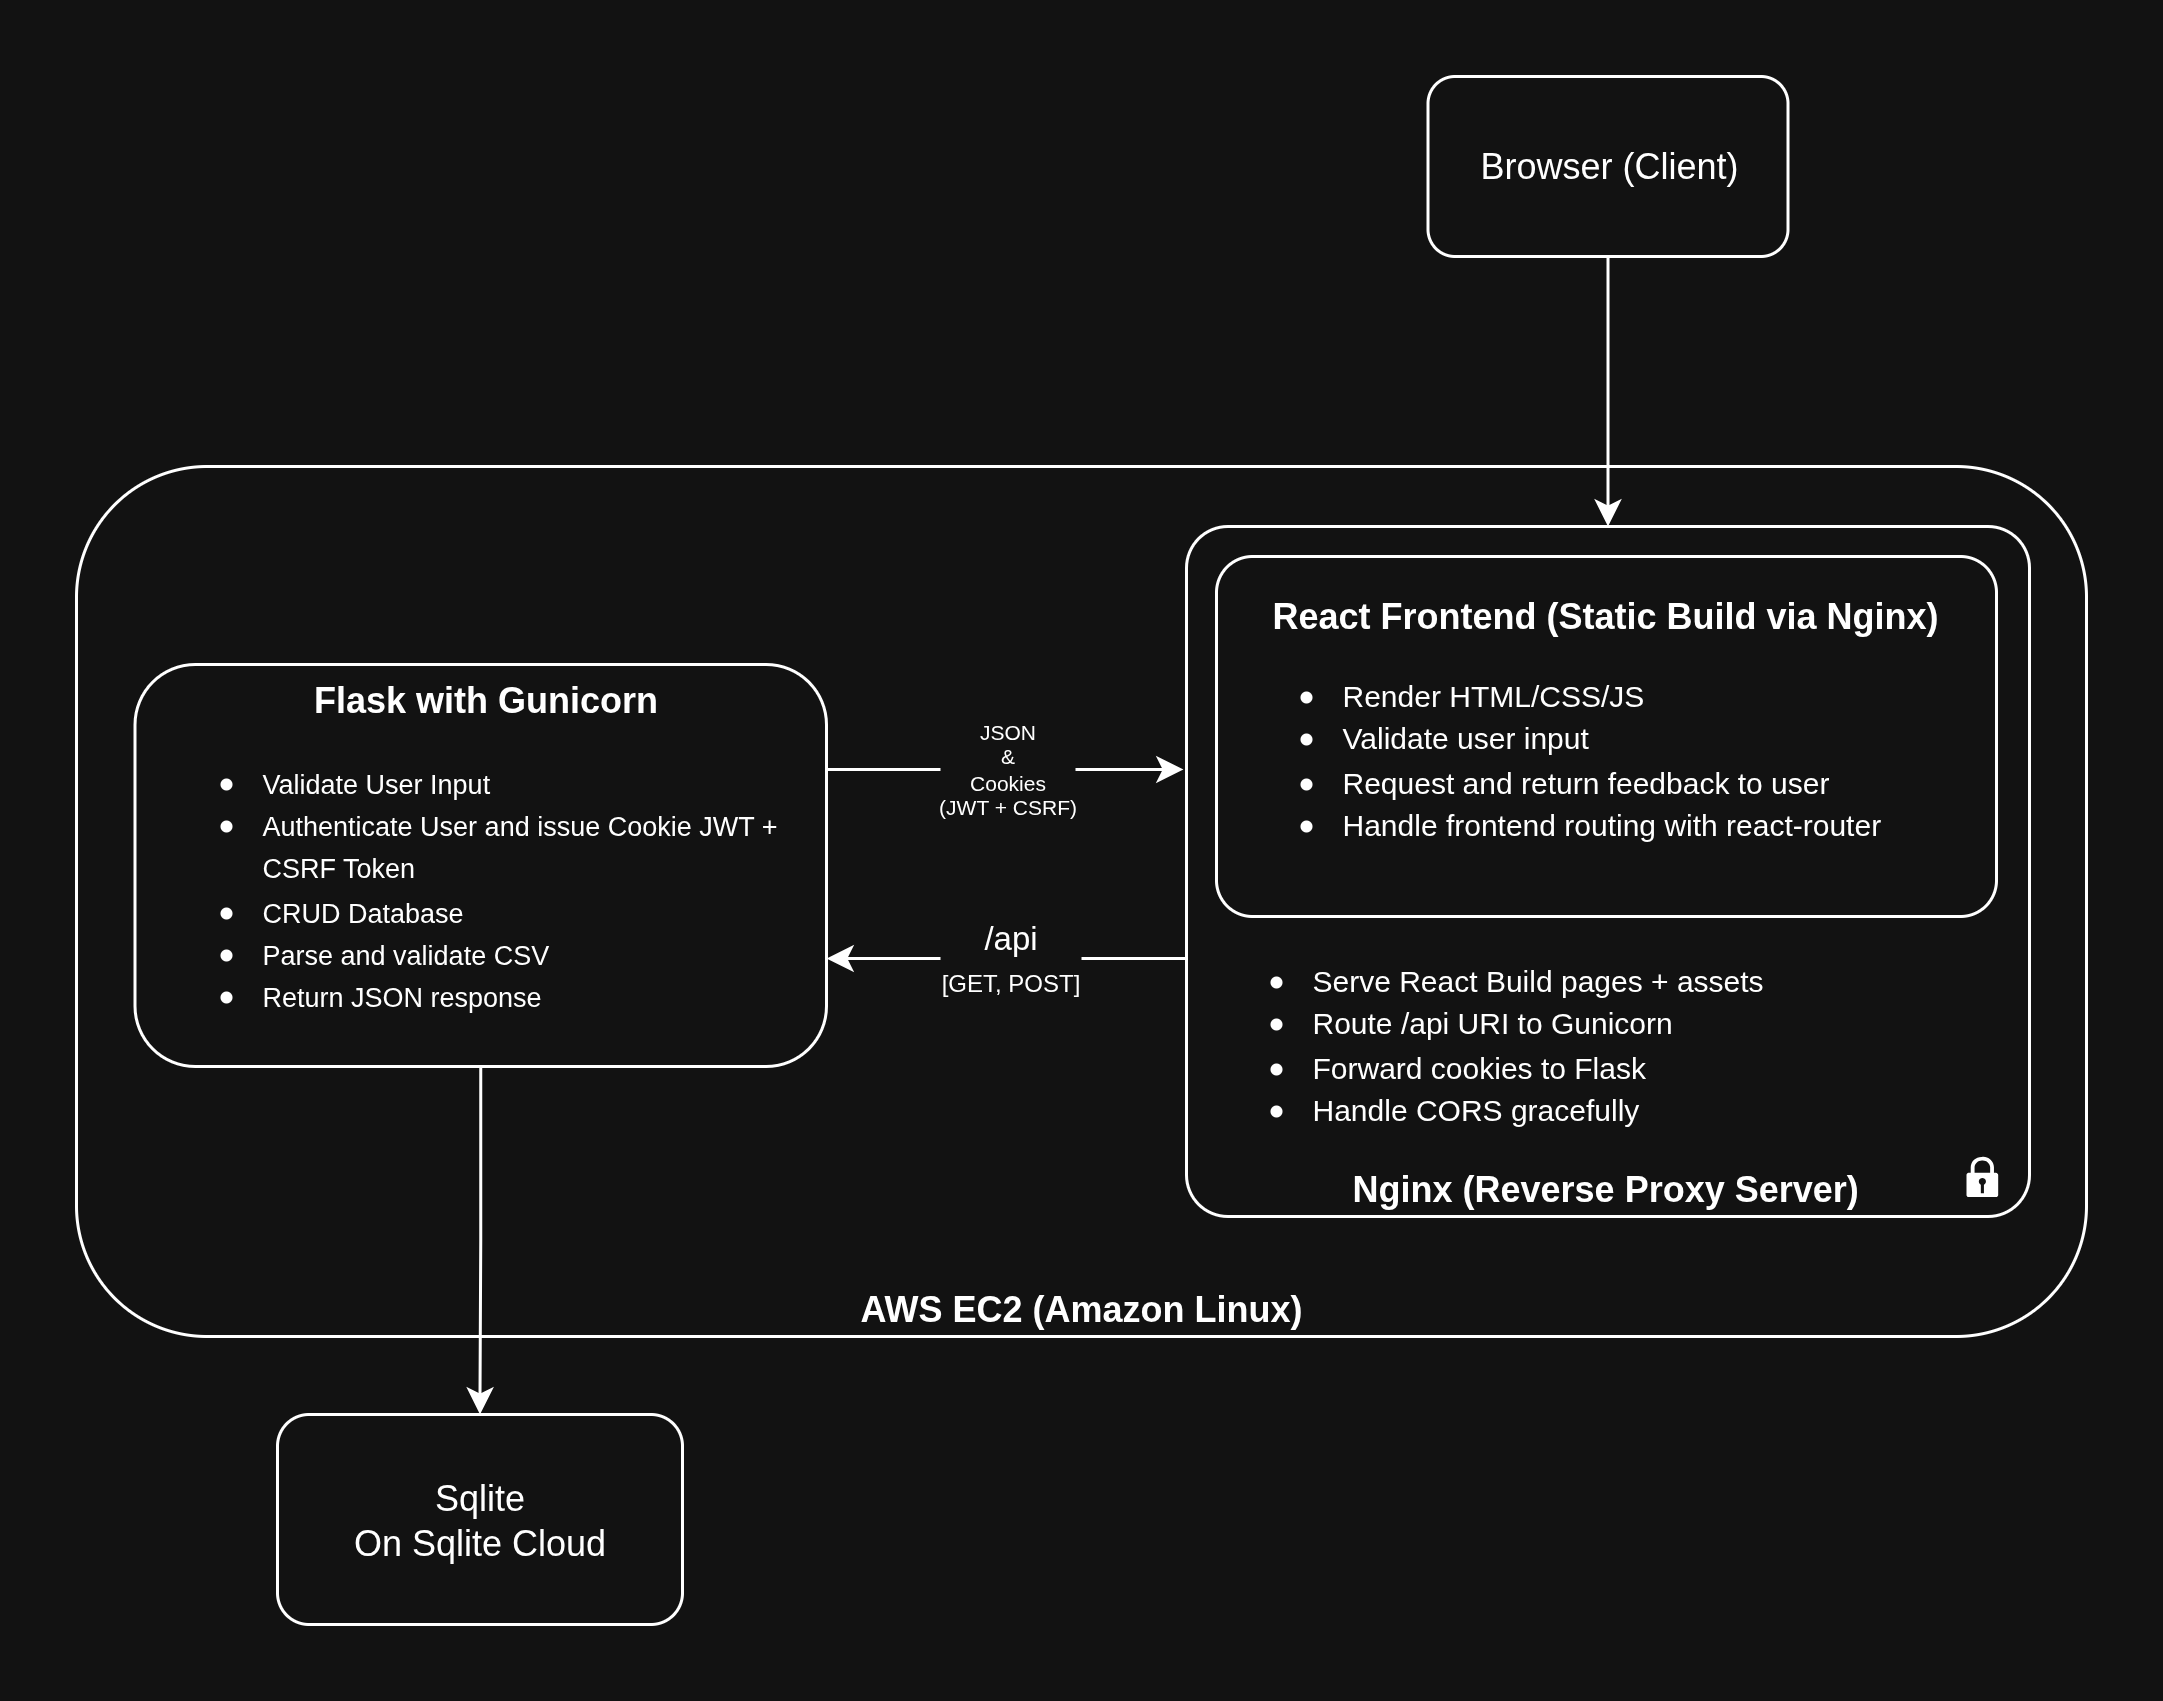 Browser (Client)
React Frontend (Static Build via Nginx)
Render HTML/CSS/JS
Validate user input
Request and return feedback to user
Handle frontend routing with react-router
Flask with Gunicorn
Validate User Input
Authenticate User and issue Cookie JWT +
CSRF Token
CRUD Database
Parse and validate CSV
Return JSON response
JSON
&
Cookies
(JWT + CSRF)
/api
[GET, POST]
Serve React Build pages + assets
Route /api URI to Gunicorn
Forward cookies to Flask
Handle CORS gracefully
Nginx (Reverse Proxy Server)
AWS EC2 (Amazon Linux)
Sqlite
On Sqlite Cloud